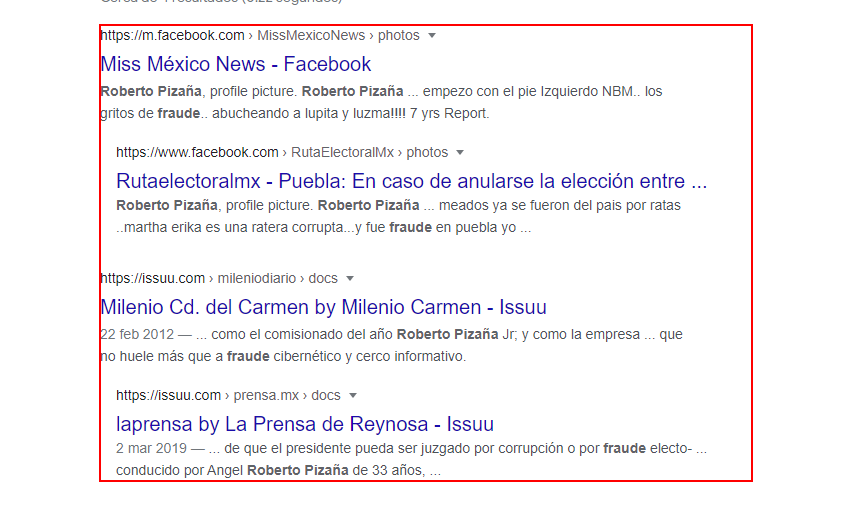 https://m.facebook.com › MissMexicoNews › photos
Miss México News - Facebook
Roberto Pizaña, profile picture. Roberto Pizaña ... empezo con el pie Izquierdo NBM.. los
gritos de fraude.. abucheando a lupita y luzma!!!! 7 yrs Report.
https://www.facebook.com › RutaElectoralMx › photos
Rutaelectoralmx - Puebla: En caso de anularse la elección entre ...
Roberto Pizaña, profile picture. Roberto Pizaña ... meados ya se fueron del pais por ratas
..martha erika es una ratera corrupta...y fue fraude en puebla yo ...
https://issuu.com › mileniodiario › docs
Milenio Cd. del Carmen by Milenio Carmen - Issuu
22 feb 2012 — ... como el comisionado del año Roberto Pizaña Jr; y como la empresa ... que
no huele más que a fraude cibernético y cerco informativo.
https://issuu.com › prensa.mx › docs
laprensa by La Prensa de Reynosa - Issuu
2 mar 2019 — ... de que el presidente pueda ser juzgado por corrupción o por fraude electo- ...
conducido por Angel Roberto Pizaña de 33 años, ...